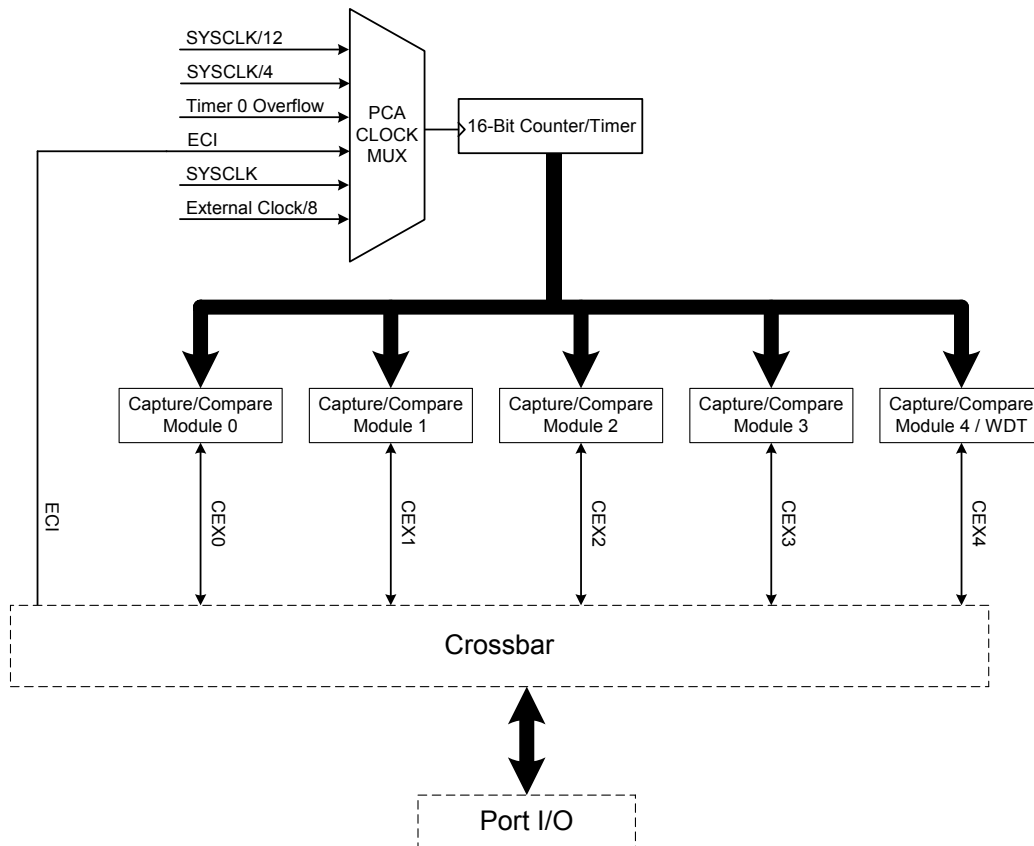 SYSCLK/12
SYSCLK/4
Timer 0 Overflow
ECI
SYSCLK
External Clock/8
PCA
CLOCK
MUX
16-Bit Counter/Timer
Capture/Compare
Module 0
Capture/Compare
Module 1
Capture/Compare
Module 2
Capture/Compare
Module 3
Capture/Compare
Module 4 / WDT
ECI
CEX0
CEX1
CEX2
CEX3
CEX4
Crossbar
Port I/O